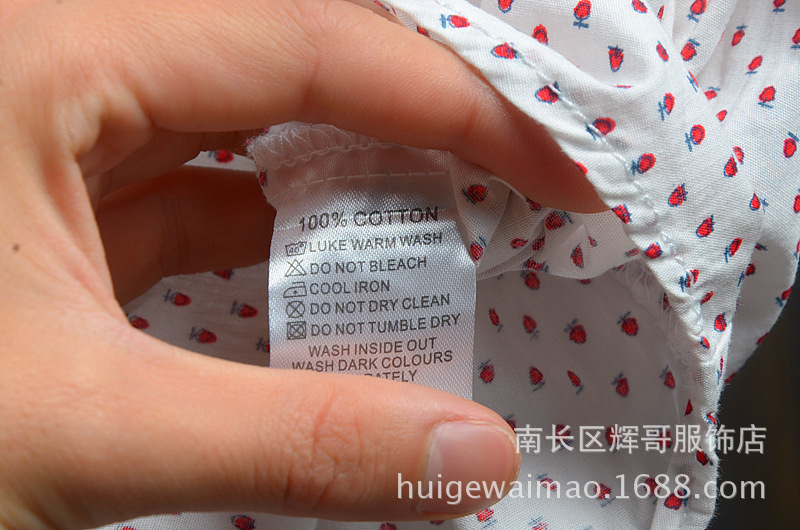 100% COTTON
LUKE WARM WASH
DO NOT BLEACH
COOL IRON
DO NOT DRY CLEAN
DO NOT TUMBLE DRY
WASH INSIDE OUT
WASH DARK COLOURS
南长区辉哥服饰店
huigewaimao.1688.com